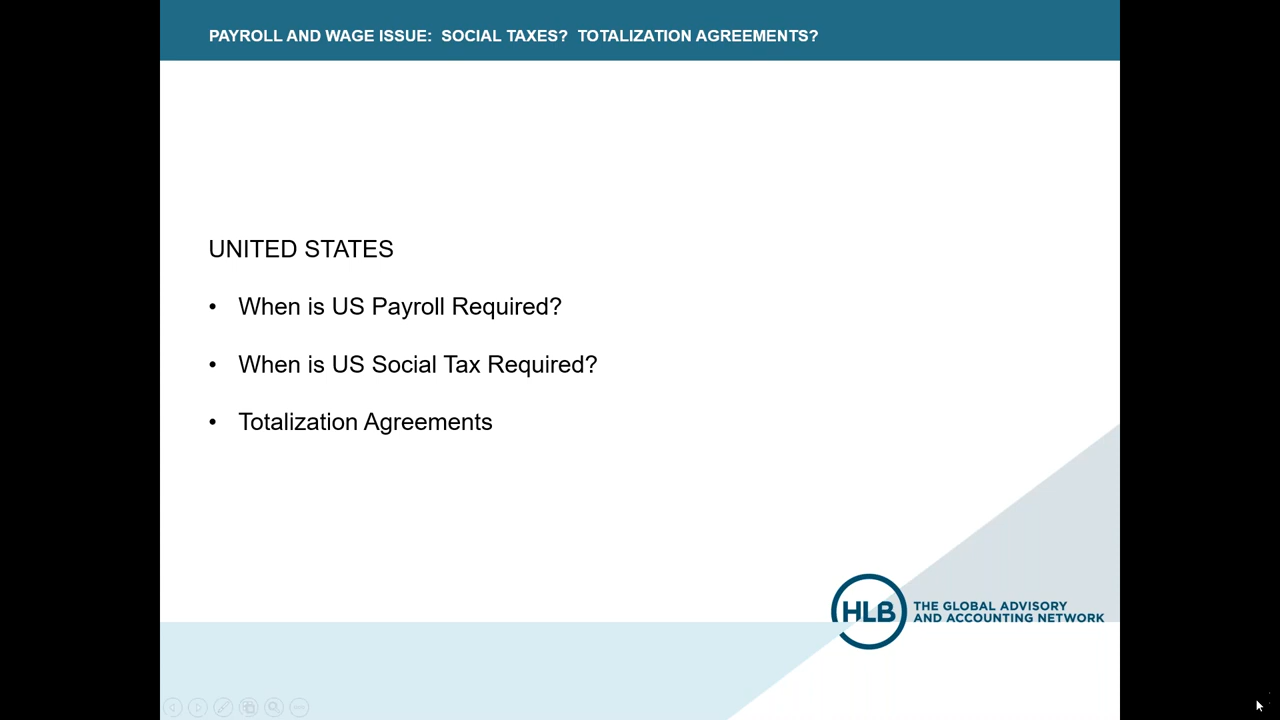 PAYROLL AND WAGE ISSUE:  SOCIAL TAXES?  TOTALIZATION AGREEMENTS?
UNITED STATES
• When is US Payroll Required?
• When is US Social Tax Required?
• Totalization Agreements
HLB
THE GLOBAL ADVISORY
AND ACCOUNTING NETWORK